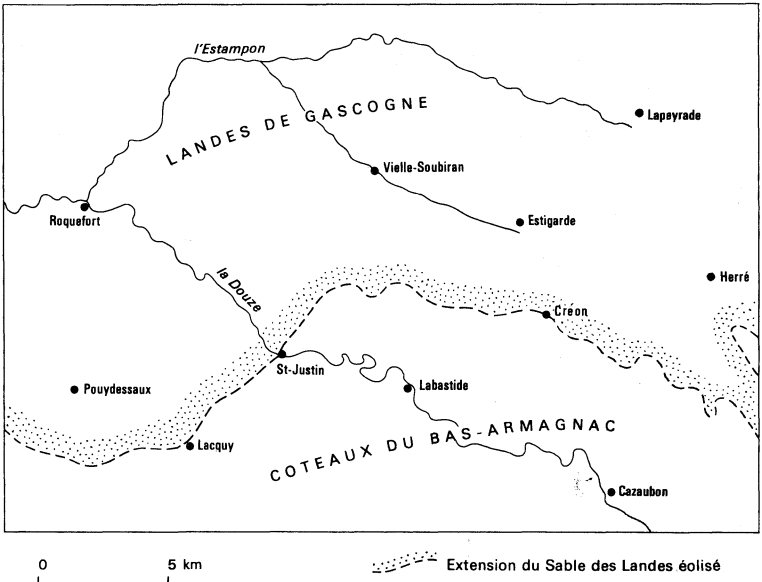 l'Estampon
LANDES DE GASCOGNE
Lapeyrade
Vielle-Soubiran
Roquefort
Estigarde
la Douze
Herré
Créon
St-Justin
Pouydessaux
Labastide
Lacquy
COTEAUX DU BAS-ARMAGNAC
Cazaubon
0 5 km
Extension du Sable des Landes éolisé